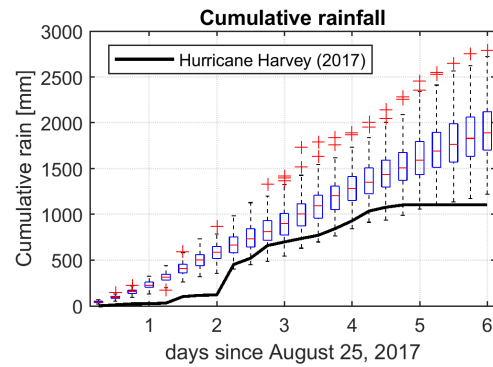 Cumulative rainfall
Hurricane Harvey (2017)
Cumulative rain [mm]
3000
2500
2000
1500
1000
500
0
1 2 3 4 5 6
days since August 25, 2017